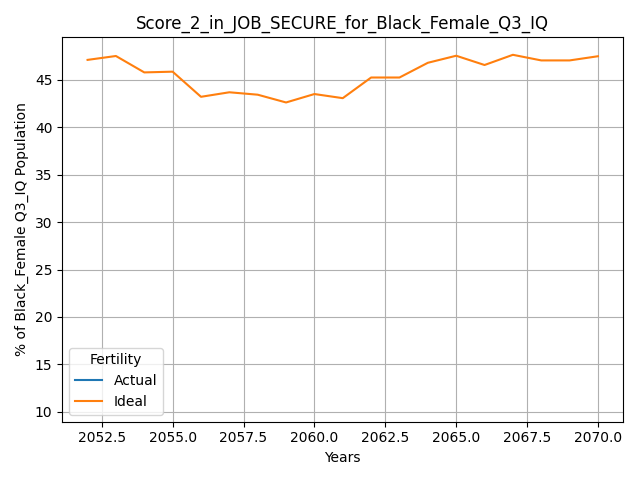 Score_2_in_JOB_SECURE_for_Black_Female_Q3_IQ
% of Black_Female Q3_IQ Population
45
40
35
30
25
20
15
10
Fertility
Actual
Ideal
2052.5 2055.0 2057.5 2060.0 2062.5 2065.0 2067.5 2070.0
Years